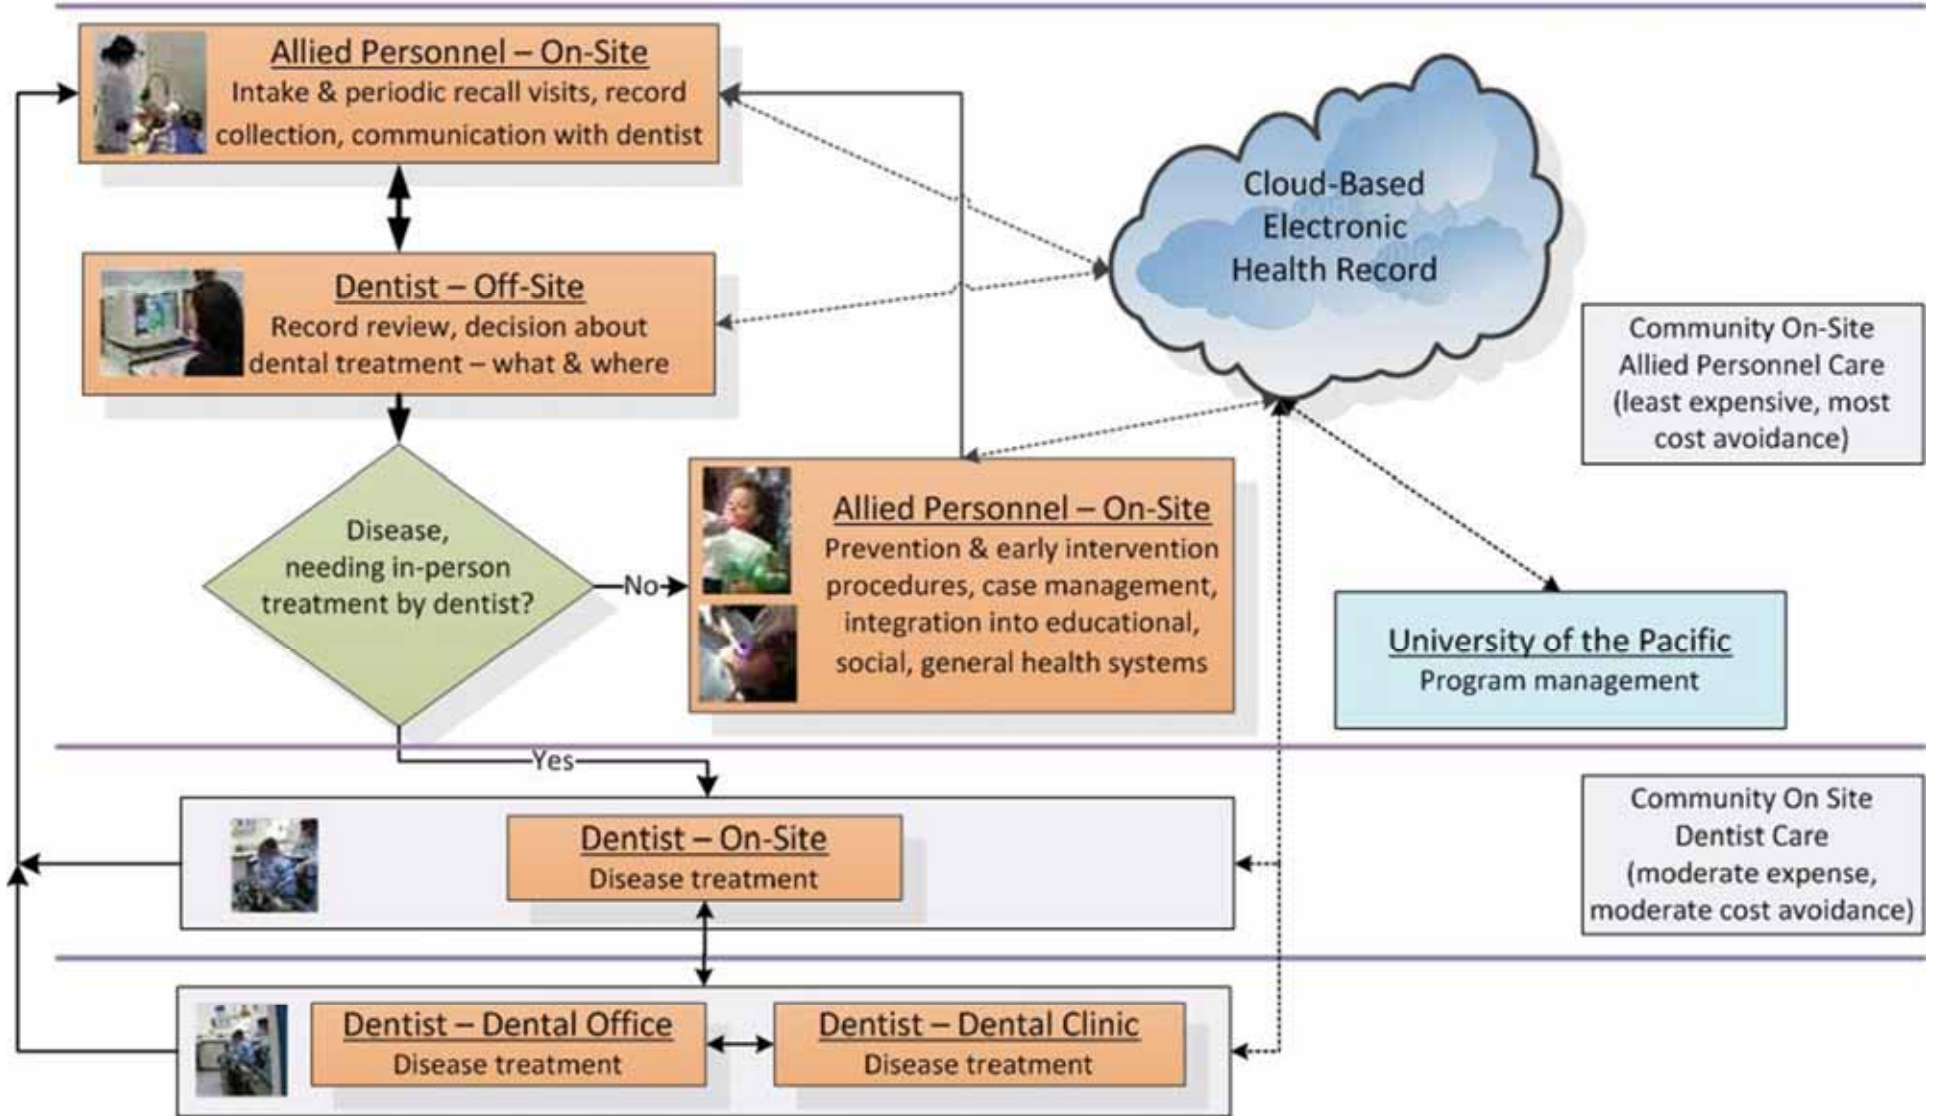 Allied Personnel – On-Site
Intake & periodic recall visits, record
collection, communication with dentist
Cloud-Based
Electronic
Health Record
Dentist – Off-Site
Record review, decision about
dental treatment – what & where
Community On-Site
Allied Personnel Care
(least expensive, most
cost avoidance)
Disease,
needing in-person
treatment by dentist?
No
Allied Personnel – On-Site
Prevention & early intervention
procedures, case management,
integration into educational,
social, general health systems
University of the Pacific
Program management
Yes
Community On Site
Dentist Care
(moderate expense,
moderate cost avoidance)
Dentist – On-Site
Disease treatment
Dentist – Dental Office
Disease treatment
Dentist – Dental Clinic
Disease treatment